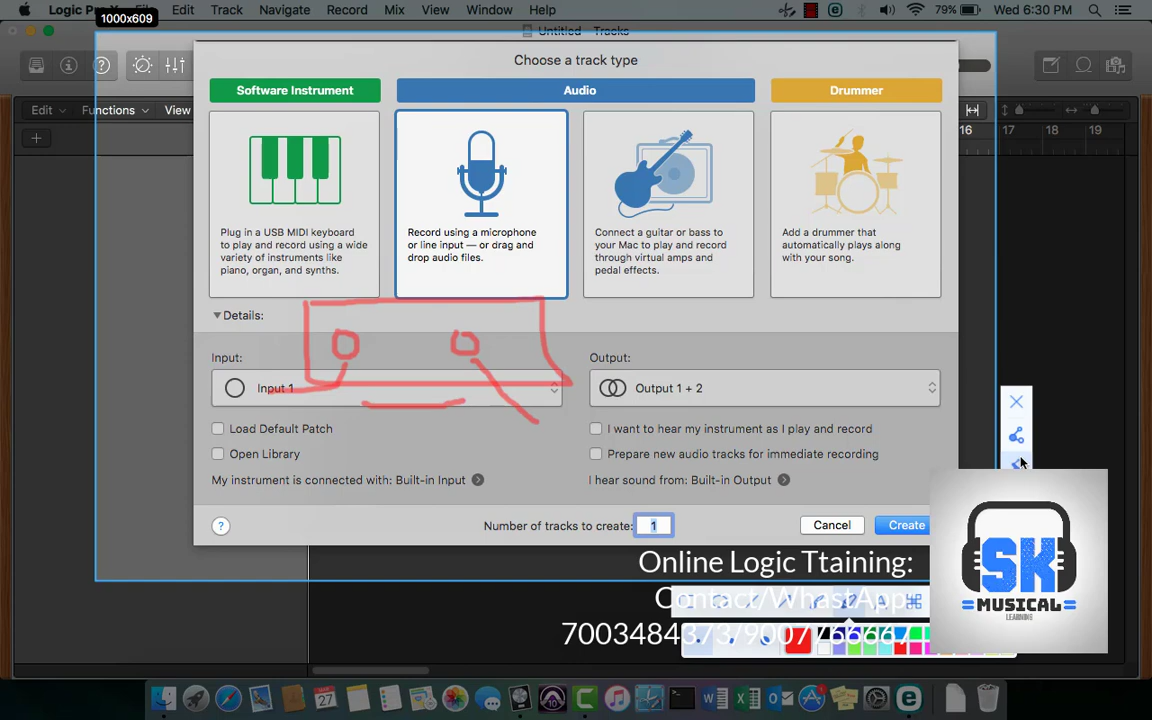 Logic Pro X File Edit Track Navigate Record Mix View Window Help 79% Wed 6:30 PM
1000x609
Untitled - Tracks
Choose a track type
Edit Functions View
Software Instrument Audio Drummer
16 17 18 19
Plug in a USB MIDI keyboard
to play and record using a wide
variety of instruments like
piano, organ, and synths.
Record using a microphone
or line input — or drag and
drop audio files.
Connect a guitar or bass to
your Mac to play and record
through virtual amps and
pedal effects.
Add a drummer that
automatically plays along
with your song.
Details:
Input: Output:
Input 1 Output 1 + 2
Load Default Patch I want to hear my instrument as I play and record
Open Library Prepare new audio tracks for immediate recording
My instrument is connected with: Built-in Input I hear sound from: Built-in Output
? Number of tracks to create: 1 Cancel Create
Online Logic Ttaining:
Contact/WhastApp:
7003484373/
SK
MUSICAL
LEARNING
MAR
27